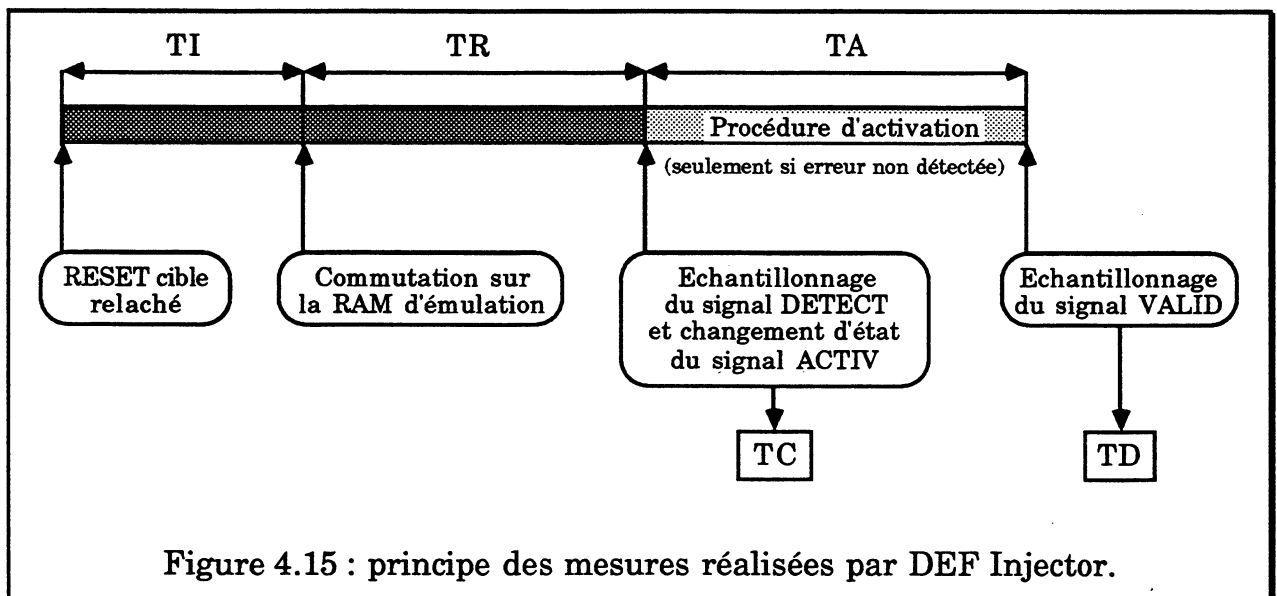 TI
TR
TA
Procédure d'activation
(seulement si erreur non détectée)
RESET cible
relaché
Commutation sur
la RAM d'émulation
Echantillonnage
du signal DETECT
et changement d'état
du signal ACTIV
Echantillonnage
du signal VALID
TC
TD
Figure 4.15 : principe des mesures réalisées par DEF Injector.